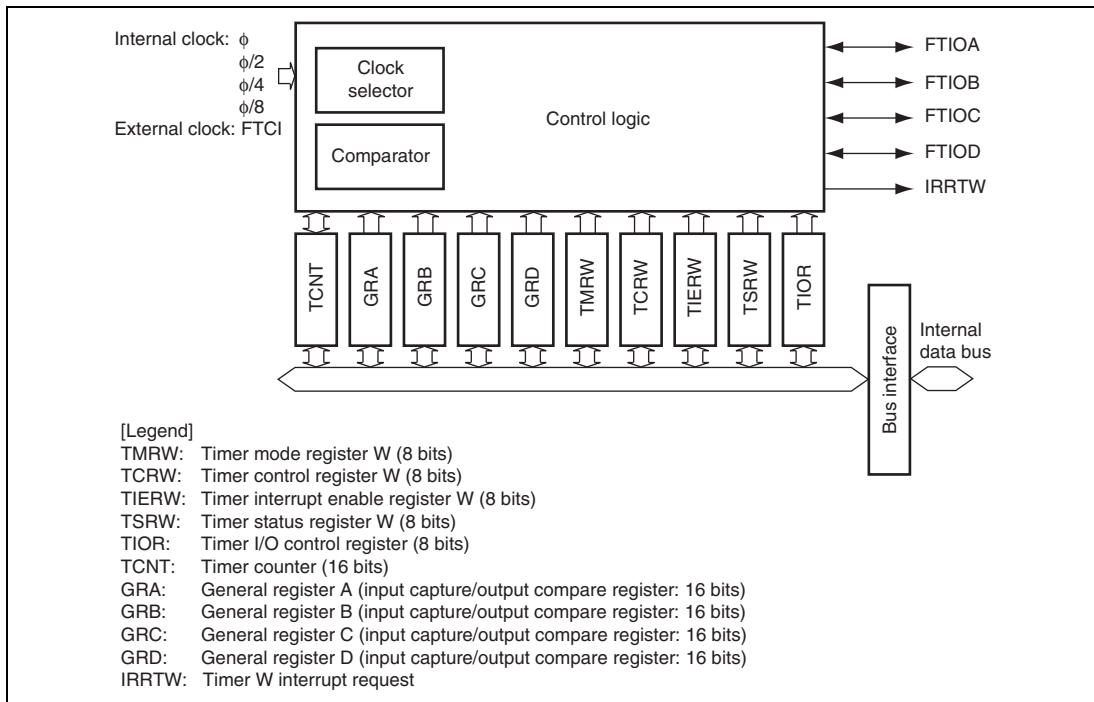 Internal clock: ϕ
ϕ/2
ϕ/4
ϕ/8
External clock: FTCI
Clock
selector
Comparator
Control logic
FTIOA
FTIOB
FTIOC
FTIOD
IRRTW
TCNT
GRA
GRB
GRC
GRD
TMRW
TCRW
TIERW
TSRW
TIOR
Bus interface
Internal
data bus
[Legend]
TMRW: Timer mode register W (8 bits)
TCRW: Timer control register W (8 bits)
TIERW: Timer interrupt enable register W (8 bits)
TSRW: Timer status register W (8 bits)
TIOR: Timer I/O control register (8 bits)
TCNT: Timer counter (16 bits)
GRA: General register A (input capture/output compare register: 16 bits)
GRB: General register B (input capture/output compare register: 16 bits)
GRC: General register C (input capture/output compare register: 16 bits)
GRD: General register D (input capture/output compare register: 16 bits)
IRRTW: Timer W interrupt request